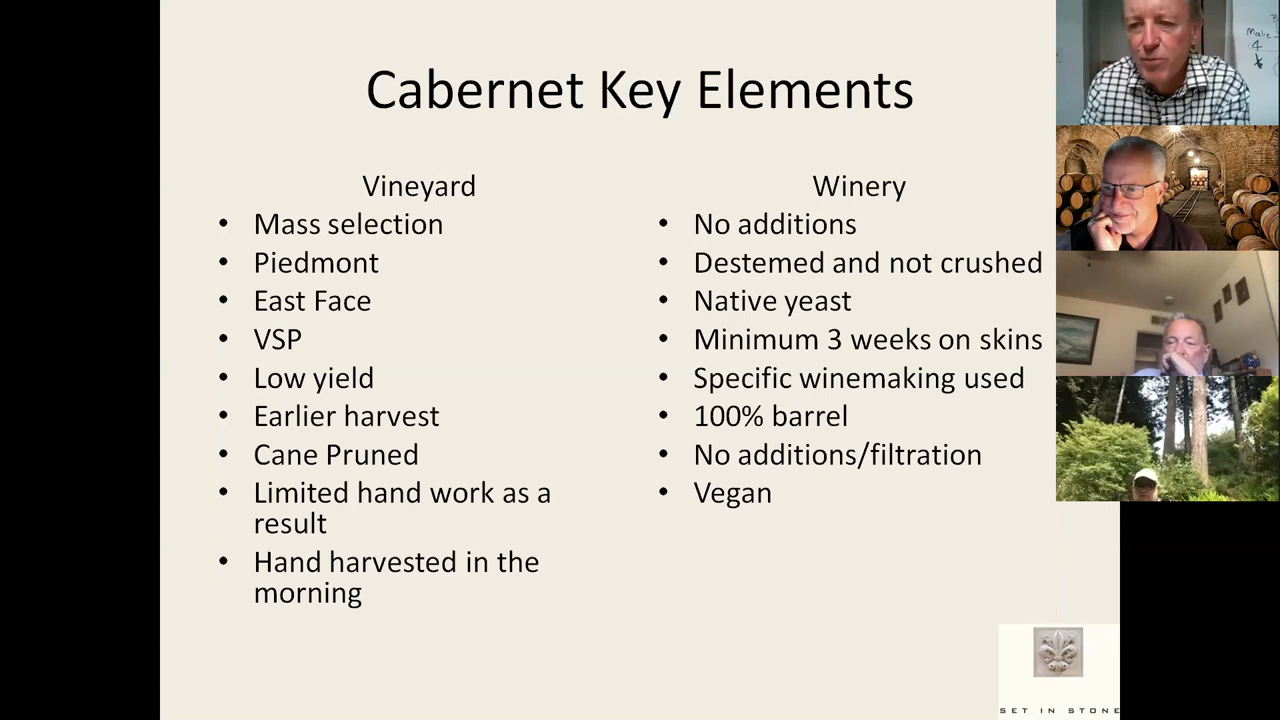 Cabernet Key Elements
Vineyard
• Mass selection
• Piedmont
• East Face
• VSP
• Low yield
• Earlier harvest
• Cane Pruned
• Limited hand work as a
result
• Hand harvested in the
morning
Winery
• No additions
• Destemed and not crushed
• Native yeast
• Minimum 3 weeks on skins
• Specific winemaking used
• 100% barrel
• No additions/filtration
• Vegan
Malic
4
SET IN STONE